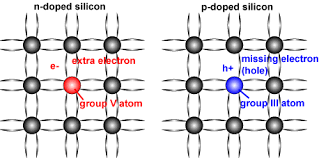 n-doped silicon
e-
extra electron
group V atom
p-doped silicon
h+
missing electron
(hole)
group III atom